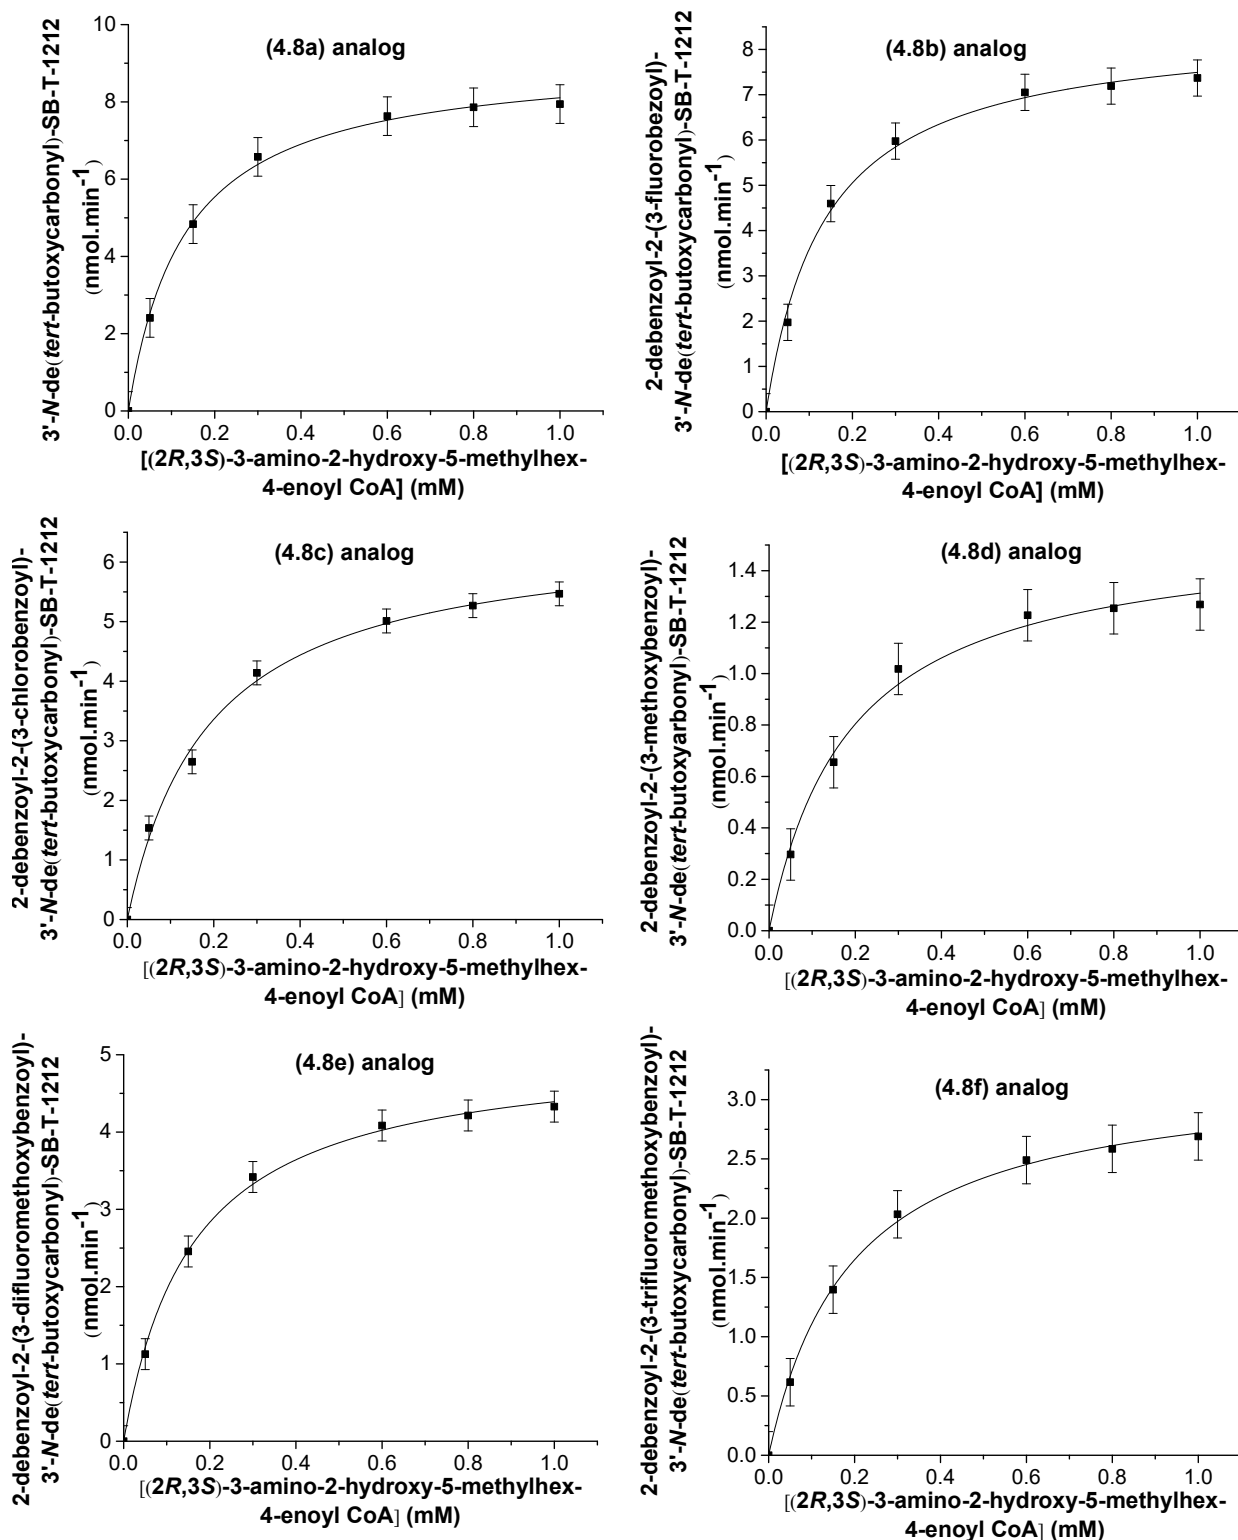 3'-N-de(tert-butoxycarbonyl)-SB-T-1212
(nmol.min-1)
(4.8a) analog
10
8
6
4
2
0
0.0 0.2 0.4 0.6 0.8 1.0
[(2R,3S)-3-amino-2-hydroxy-5-methylhex-
4-enoyl CoA] (mM)
2-debenzoyl-2-(3-fluorobezoyl)-
3'-N-de(tert-butoxycarbonyl)-SB-T-1212
(nmol.min-1)
(4.8b) analog
8
7
6
5
4
3
2
1
0
0.0 0.2 0.4 0.6 0.8 1.0
[(2R,3S)-3-amino-2-hydroxy-5-methylhex-
4-enoyl CoA] (mM)
2-debenzoyl-2-(3-chlorobenzoyl)-
3'-N-de(tert-butoxycarbonyl)-SB-T-1212
(nmol.min-1)
(4.8c) analog
6
5
4
3
2
1
0
0.0 0.2 0.4 0.6 0.8 1.0
[(2R,3S)-3-amino-2-hydroxy-5-methylhex-
4-enoyl CoA] (mM)
2-debenzoyl-2-(3-methoxybenzoyl)-
3'-N-de(tert-butoxyarbonyl)-SB-T-1212
(nmol.min-1)
(4.8d) analog
1.4
1.2
1.0
0.8
0.6
0.4
0.2
0.0
0.0 0.2 0.4 0.6 0.8 1.0
[(2R,3S)-3-amino-2-hydroxy-5-methylhex-
4-enoyl CoA] (mM)
2-debenzoyl-2-(3-difluoromethoxybenzoyl)-
3'-N-de(tert-butoxycarbonyl)-SB-T-1212
(nmol.min-1)
(4.8e) analog
5
4
3
2
1
0
0.0 0.2 0.4 0.6 0.8 1.0
[(2R,3S)-3-amino-2-hydroxy-5-methylhex-
4-enoyl CoA] (mM)
2-debenzoyl-2-(3-trifluoromethoxybenzoyl)-
3'-N-de(tert-butoxycarbonyl)-SB-T-1212
(nmol.min-1)
(4.8f) analog
3.0
2.5
2.0
1.5
1.0
0.5
0.0
0.0 0.2 0.4 0.6 0.8 1.0
[(2R,3S)-3-amino-2-hydroxy-5-methylhex-
4-enoyl CoA] (mM)